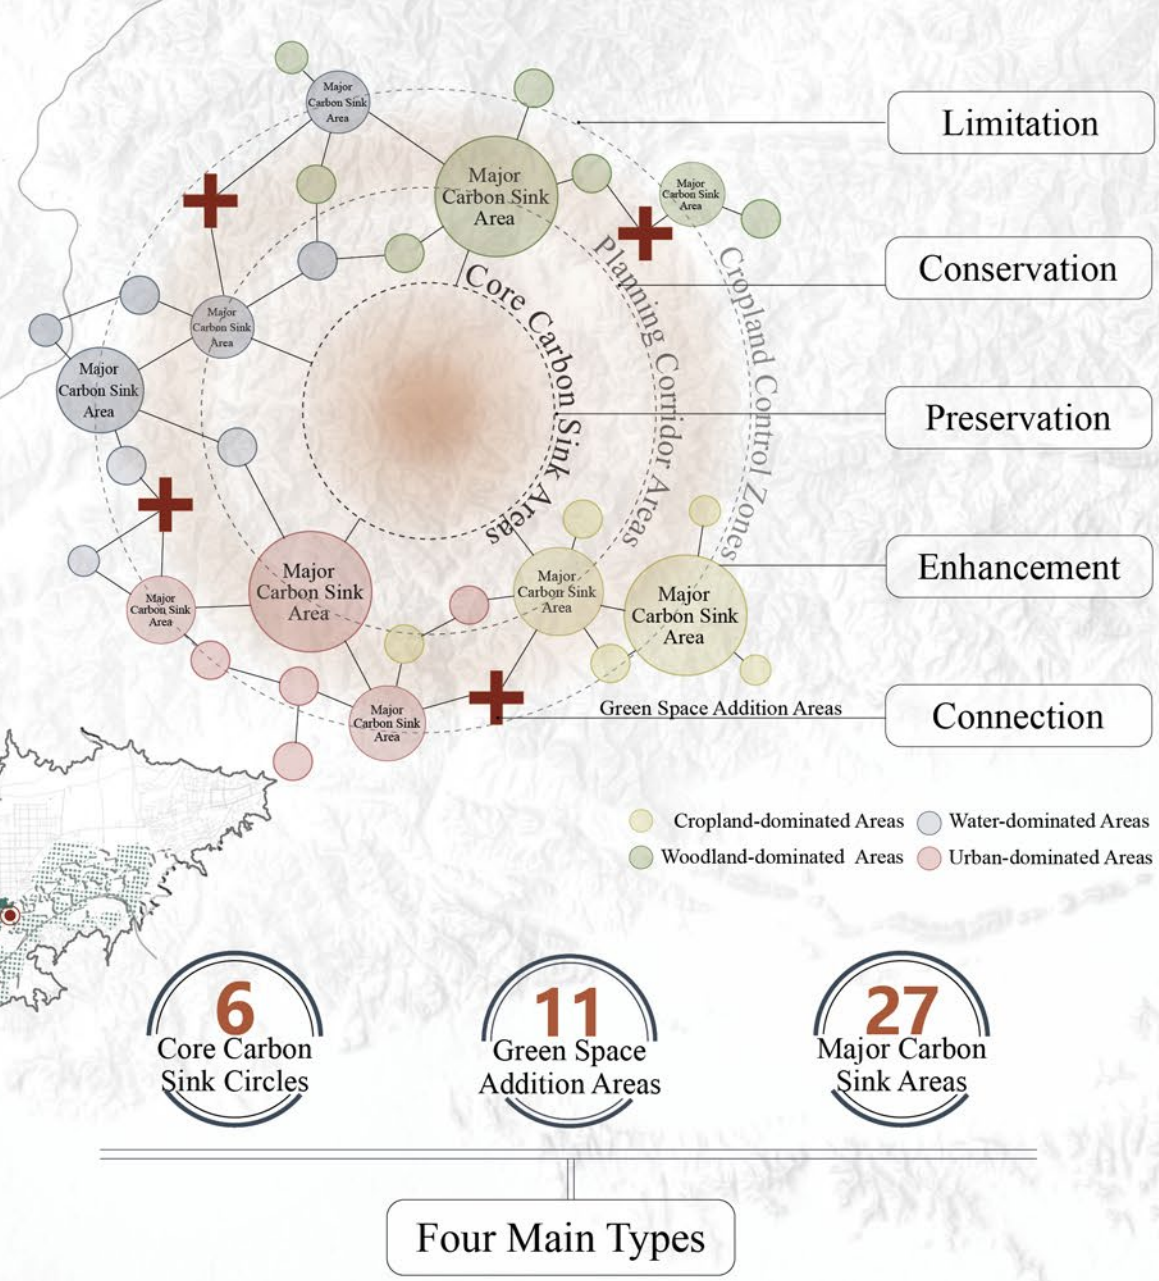 Major
Carbon Sink
Area
Major
Carbon Sink
Area
Major
Carbon Sink
Area
Major
Carbon Sink
Area
Major
Carbon Sink
Area
Major
Carbon Sink
Area
Major
Carbon Sink
Area
Major
Carbon Sink
Area
Major
Carbon Sink
Area
Major
Carbon Sink
Area
Core Carbon Sink Areas
Planning Corridor Areas
Cropland Control Zones
Limitation
Conservation
Preservation
Enhancement
Green Space Addition Areas
Connection
Cropland-dominated Areas
Water-dominated Areas
Woodland-dominated Areas
Urban-dominated Areas
6
Core Carbon
Sink Circles
11
Green Space
Addition Areas
27
Major Carbon
Sink Areas
Four Main Types